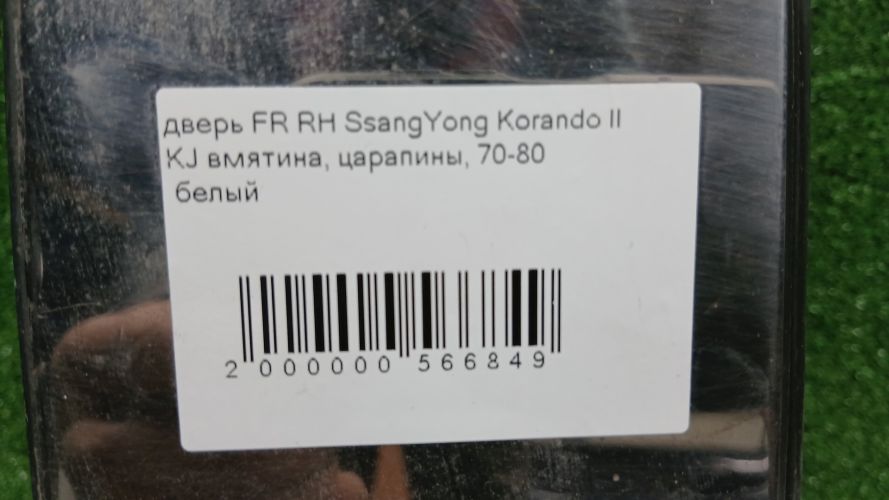 дверь FR RH SsangYong Korando II
KJ вмятина, царапины, 70-80
белый
2 000000 566849